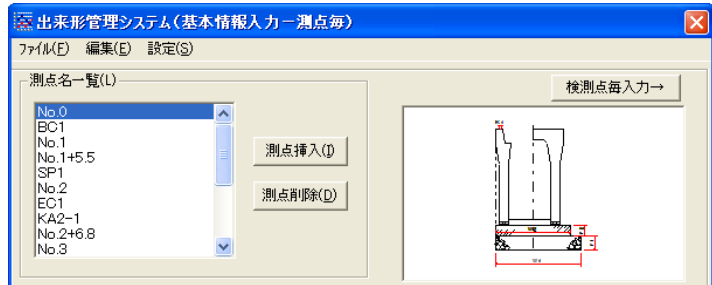 出来形管理システム(基本情報入力ー測点毎)
ファイル(F) 編集(E) 設定(S)
測点名一覧(L)
検測点毎入力→
No.0
BC1
No.1
No.1+5.5
SP1
No.2
EC1
KA2-1
No.2+6.8
No.3
測点挿入(I)
測点削除(D)